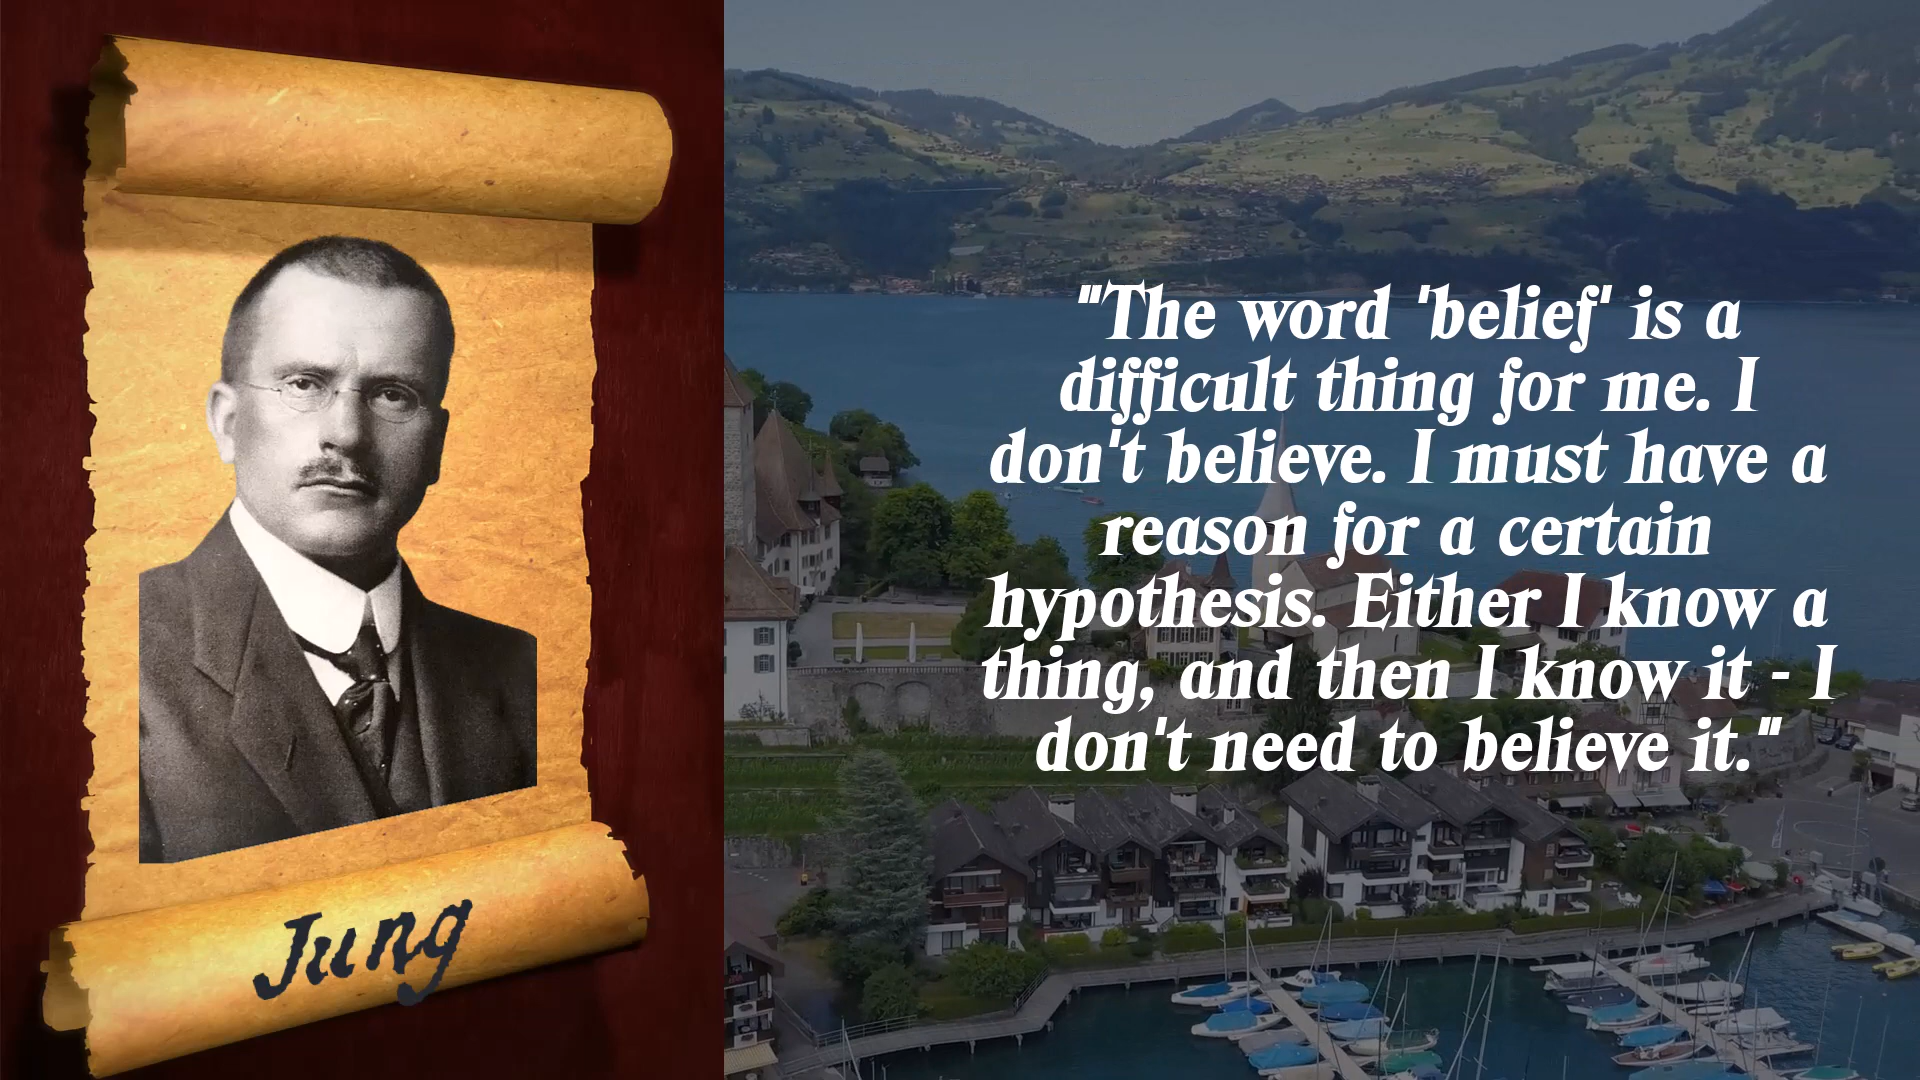 "The word 'belief' is a
difficult thing for me. I
don't believe. I must have a
reason for a certain
hypothesis. Either I know a
thing, and then I know it - I
don't need to believe it."
Jung